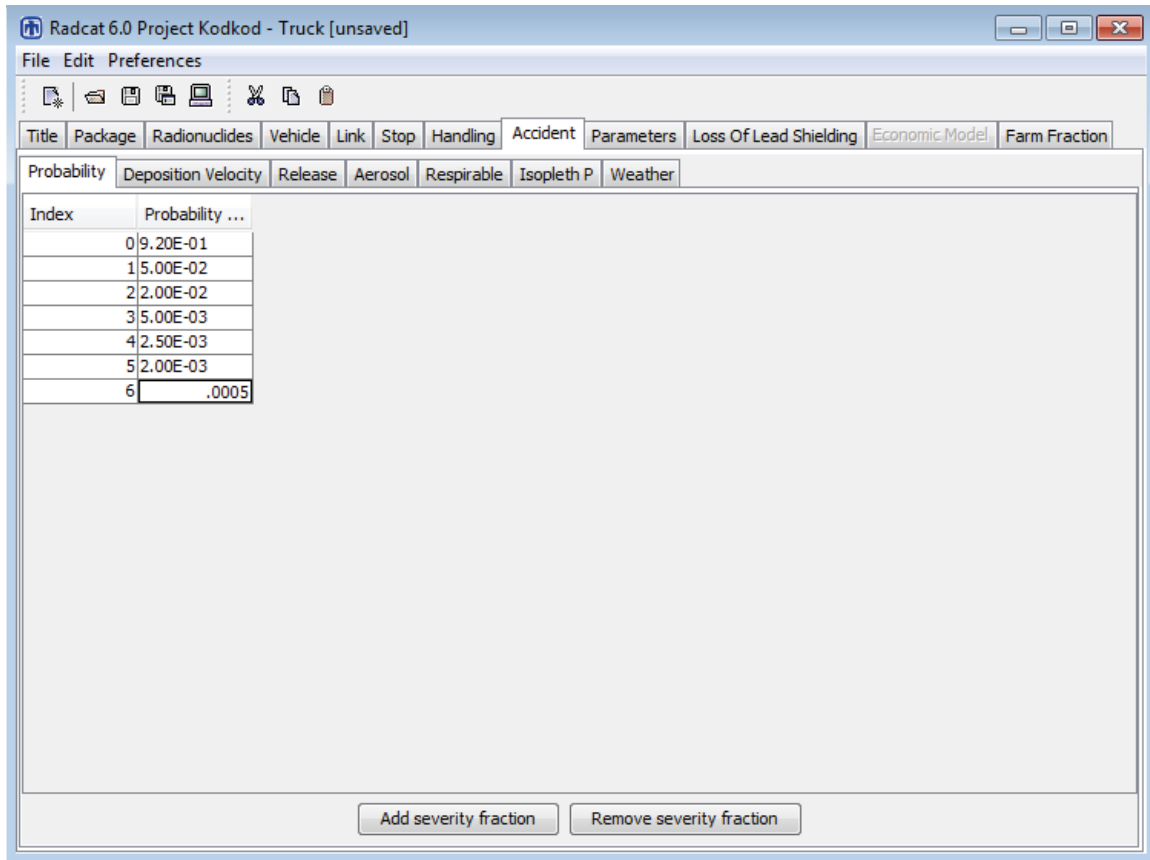 Radcat 6.0 Project Kodkod - Truck [unsaved]
File Edit Preferences
Title Package Radionuclides Vehicle Link Stop Handling Accident Parameters Loss Of Lead Shielding Economic Model Farm Fraction
Probability Deposition Velocity Release Aerosol Respirable Isopleth P Weather
Index Probability ...
0 9.20E-01
1 5.00E-02
2 2.00E-02
3 5.00E-03
4 2.50E-03
5 2.00E-03
6 .0005
Add severity fraction Remove severity fraction